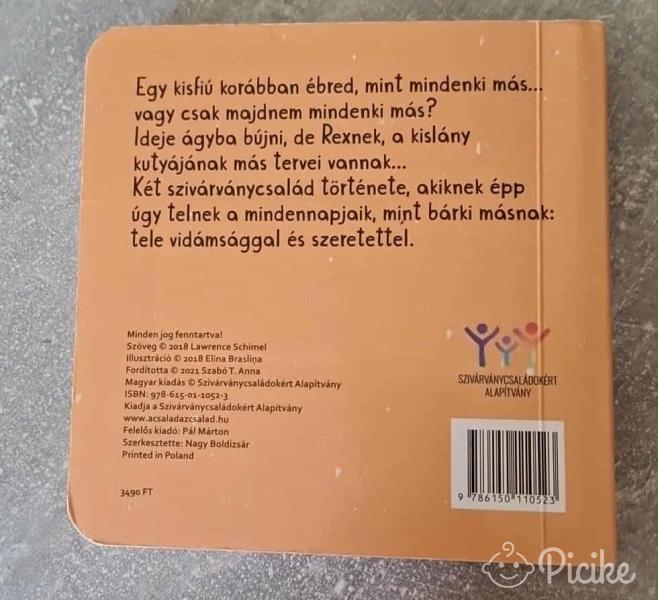 Egy kisfiú korábban ébred, mint mindenki más...
vagy csak majdnem mindenki más?
Ideje ágyba bújni, de Rexnek, a kislány
kutyájának más tervei vannak...
Két szivárványcsalád története, akiknek épp
úgy telnek a mindennapjaik, mint bárki másnak:
tele vidámsággal és szeretettel.
Minden jog fenntartva!
Szöveg © 2018 Lawrence Schimel
Illusztráció © 2018 Elīna Brasliņa
Fordította © 2021 Szabó T. Anna
Magyar kiadás © Szivárványcsaládokért Alapítvány
ISBN: 978-615-01-1052-3
Kiadja a Szivárványcsaládokért Alapítvány
www.acsaladazcsalad.hu
Felelős kiadó: Pál Márton
Szerkesztette: Nagy Boldizsár
Printed in Poland
3490 FT
SZIVÁRVÁNYCSALÁDOKÉRT
ALAPÍTVÁNY
9 786150 110523
Picike